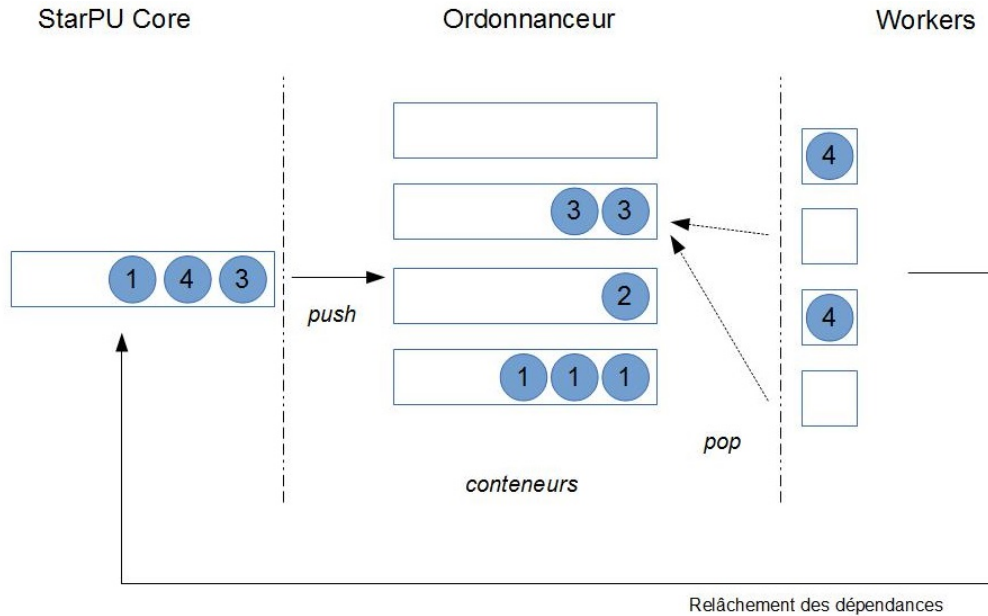 StarPU Core Ordonnanceur Workers
4
3 3
1 4 3
push
2
4
1 1 1
pop
conteneurs
Relâchement des dépendances